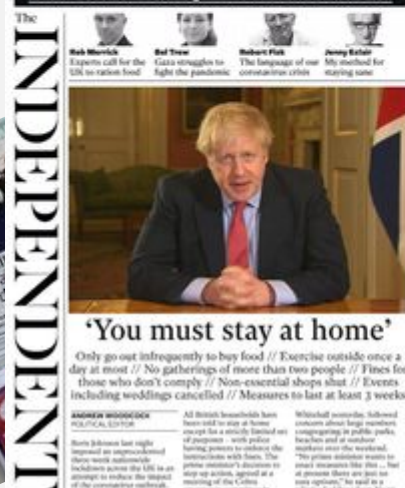 The
INDEPENDENT
Rob Merrick
Experts call for the
UK to ration food
Bel Trew
Gaza struggles to
fight the pandemic
Robert Fisk
The language of our
coronavirus crisis
Jenny Eclair
My method for
staying sane
‘You must stay at home’
Only go out infrequently to buy food // Exercise outside once a
day at most // No gatherings of more than two people // Fines for
those who don’t comply // Non-essential shops shut // Events
including weddings cancelled // Measures to last at least 3 weeks
ANDREW WOODCOCK
POLITICAL EDITOR
Boris Johnson last night
imposed an unprecedented
three-week nationwide
lockdown across the UK in an
attempt to reduce the impact
of the coronavirus outbreak.
All British households have
been told to stay at home
except for a strictly limited set
of purposes – with police
having powers to enforce the
instructions with fines. The
prime minister’s decision to
step up action, agreed at a
meeting of the Cobra
Whitehall yesterday, followed
concern about large numbers
congregating in public parks,
beaches and at outdoor
markets over the weekend.
“No prime minister wants to
enact measures like this ... but
at present there are just no
easy options,” he said in a